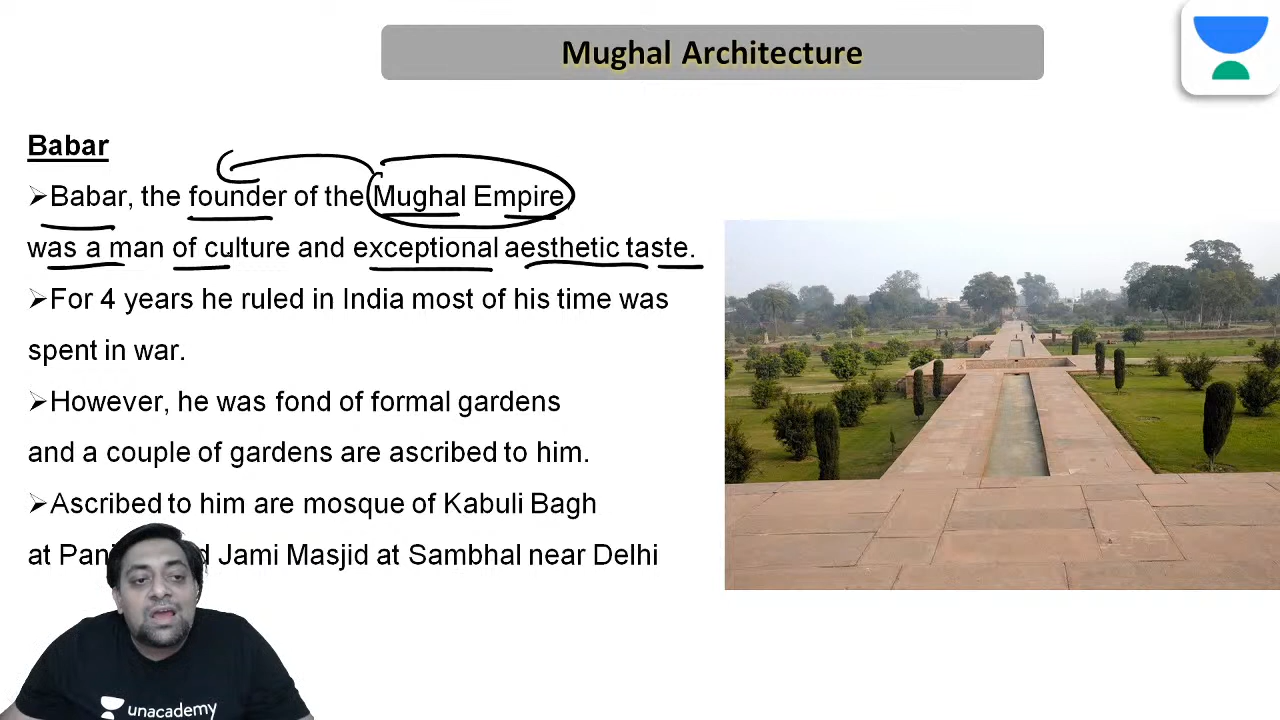 Mughal Architecture
Babar
➢Babar, the founder of the Mughal Empire,
was a man of culture and exceptional aesthetic taste.
➢For 4 years he ruled in India most of his time was
spent in war.
➢However, he was fond of formal gardens
and a couple of gardens are ascribed to him.
➢Ascribed to him are mosque of Kabuli Bagh
at Jami Masjid at Sambhal near Delhi
unacademy